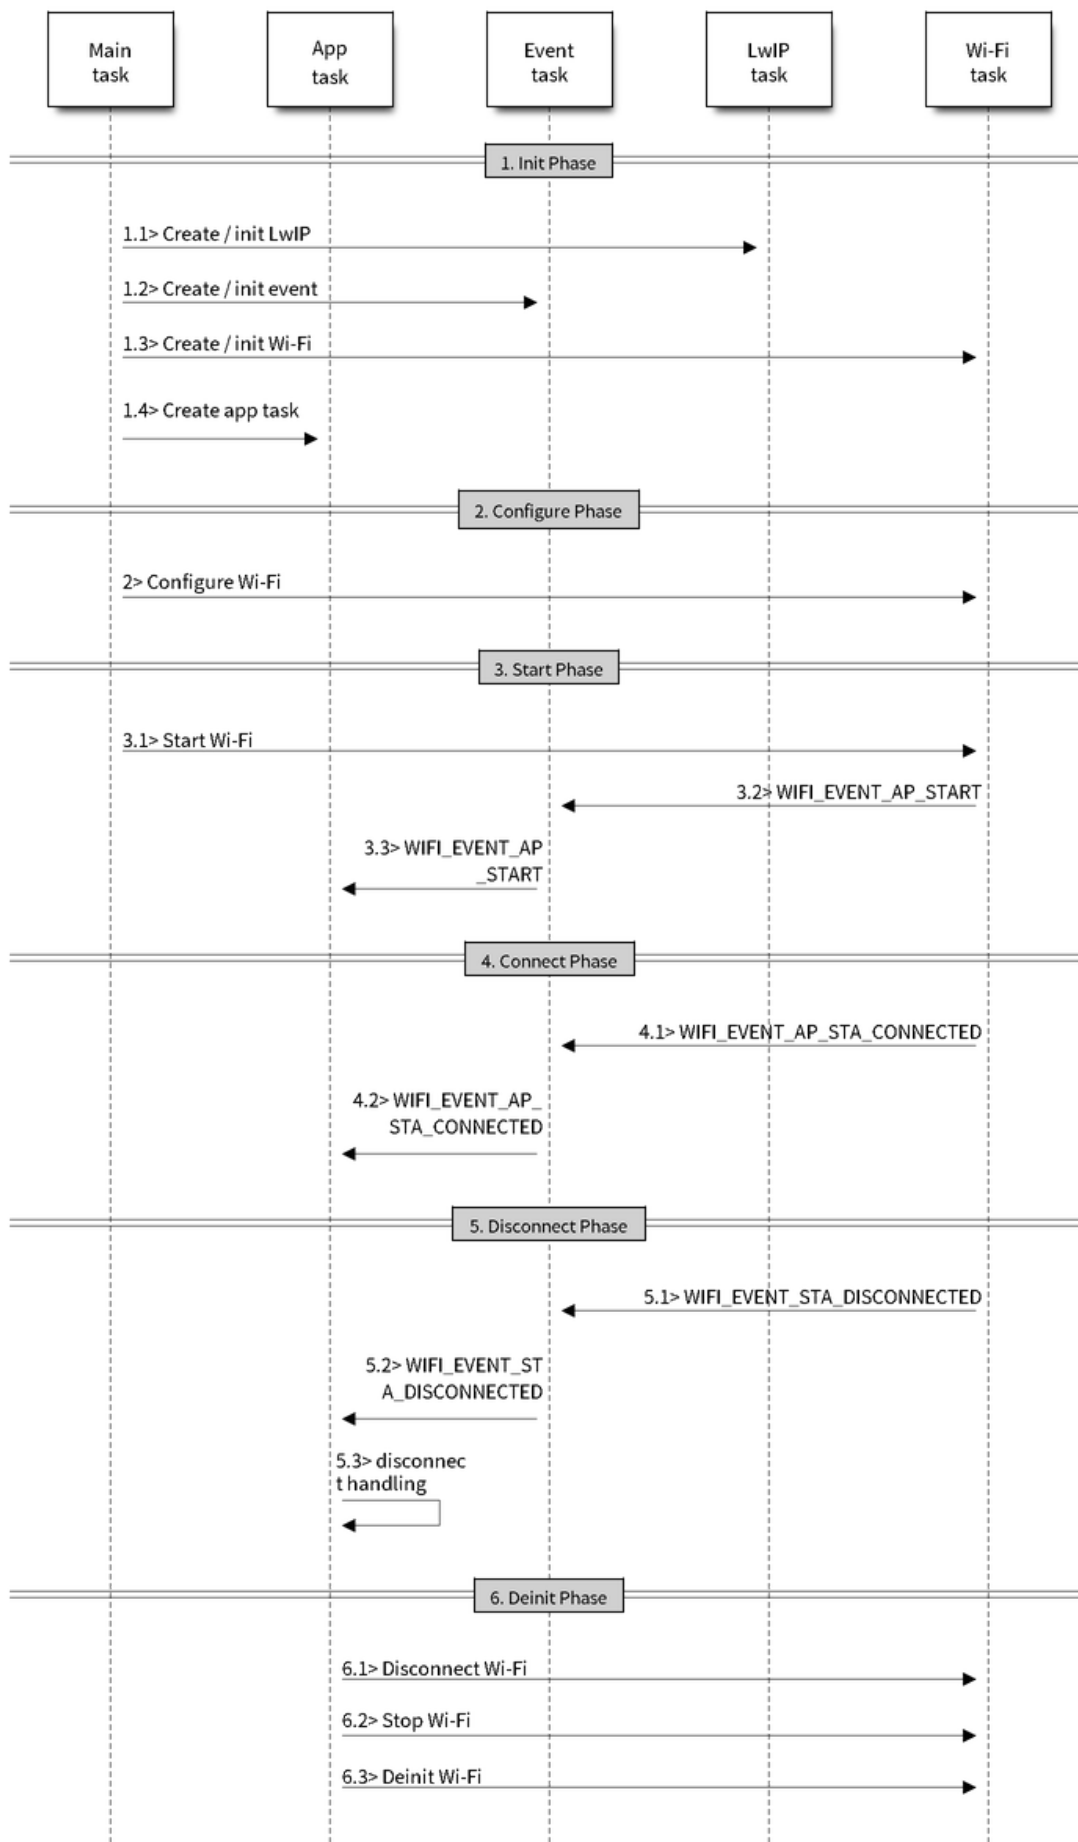 Main
task
App
task
Event
task
LwIP
task
Wi-Fi
task
1. Init Phase
1.1> Create / init LwIP
1.2> Create / init event
1.3> Create / init Wi-Fi
1.4> Create app task
2. Configure Phase
2> Configure Wi-Fi
3. Start Phase
3.1> Start Wi-Fi
3.2> WIFI_EVENT_AP_START
3.3> WIFI_EVENT_AP
_START
4. Connect Phase
4.1> WIFI_EVENT_AP_STA_CONNECTED
4.2> WIFI_EVENT_AP_
STA_CONNECTED
5. Disconnect Phase
5.1> WIFI_EVENT_STA_DISCONNECTED
5.2> WIFI_EVENT_ST
A_DISCONNECTED
5.3> disconnec
t handling
6. Deinit Phase
6.1> Disconnect Wi-Fi
6.2> Stop Wi-Fi
6.3> Deinit Wi-Fi